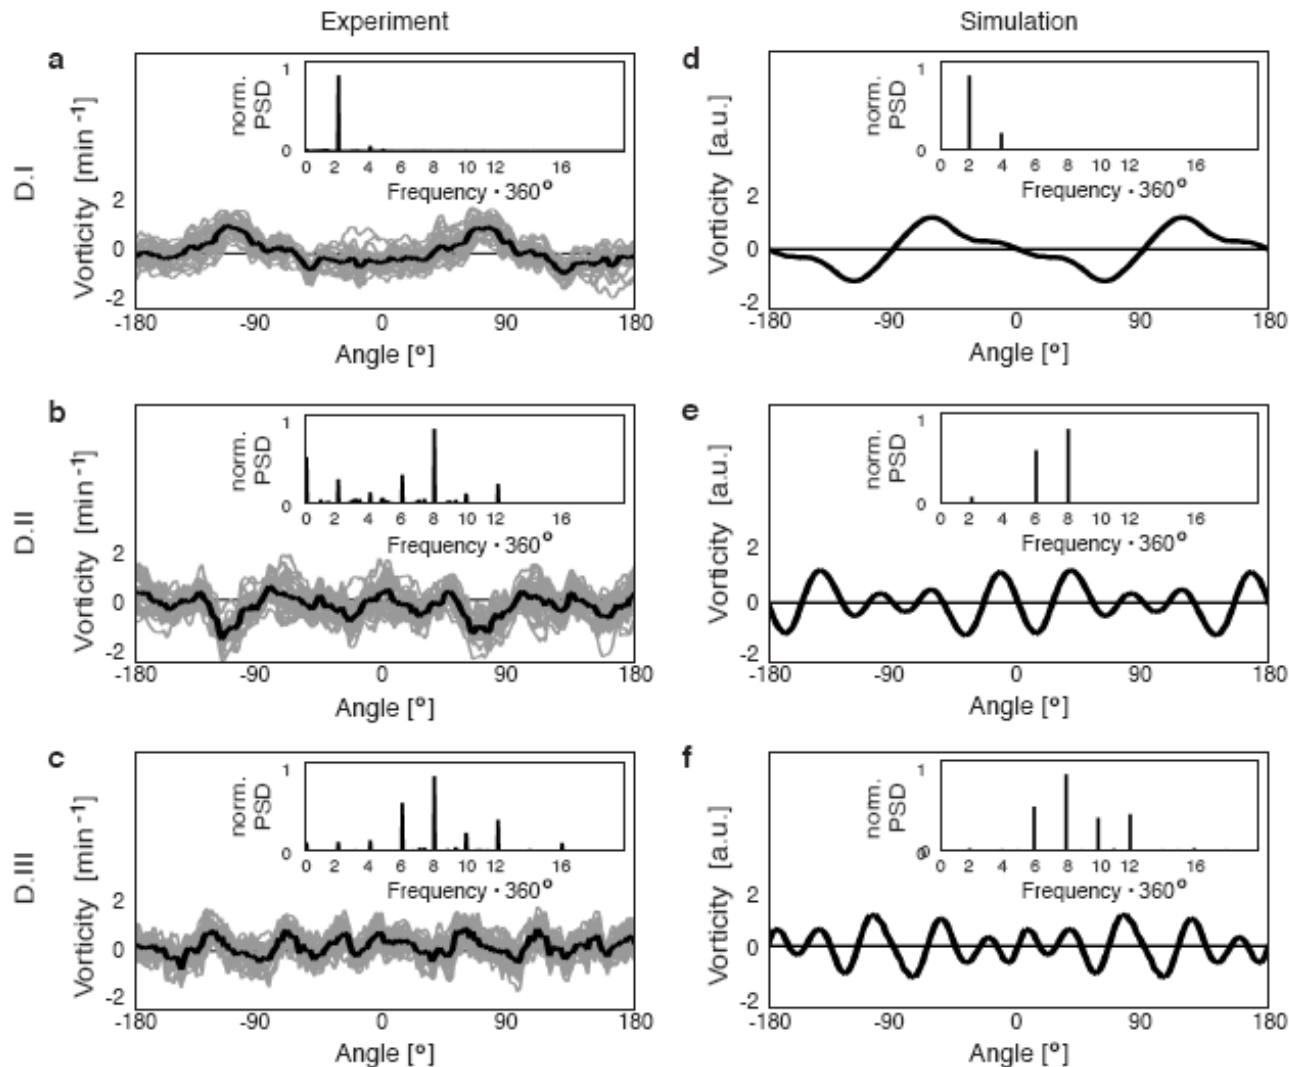 Experiment
Simulation
a
D.I
Vorticity [min⁻¹]
2
0
-2
norm. PSD
1
0
0 2 4 6 8 10 12 16
Frequency · 360°
-180 -90 0 90 180
Angle [°]
d
Vorticity [a.u.]
2
0
-2
norm. PSD
1
0
0 2 4 6 8 10 12 16
Frequency · 360°
-180 -90 0 90 180
Angle [°]
b
D.II
Vorticity [min⁻¹]
2
0
-2
norm. PSD
1
0
0 2 4 6 8 10 12 16
Frequency · 360°
-180 -90 0 90 180
Angle [°]
e
Vorticity [a.u.]
2
0
-2
norm. PSD
1
0
0 2 4 6 8 10 12 16
Frequency · 360°
-180 -90 0 90 180
Angle [°]
c
D.III
Vorticity [min⁻¹]
2
0
-2
norm. PSD
1
0
0 2 4 6 8 10 12 16
Frequency · 360°
-180 -90 0 90 180
Angle [°]
f
Vorticity [a.u.]
2
0
-2
norm. PSD
1
0
0 2 4 6 8 10 12 16
Frequency · 360°
-180 -90 0 90 180
Angle [°]